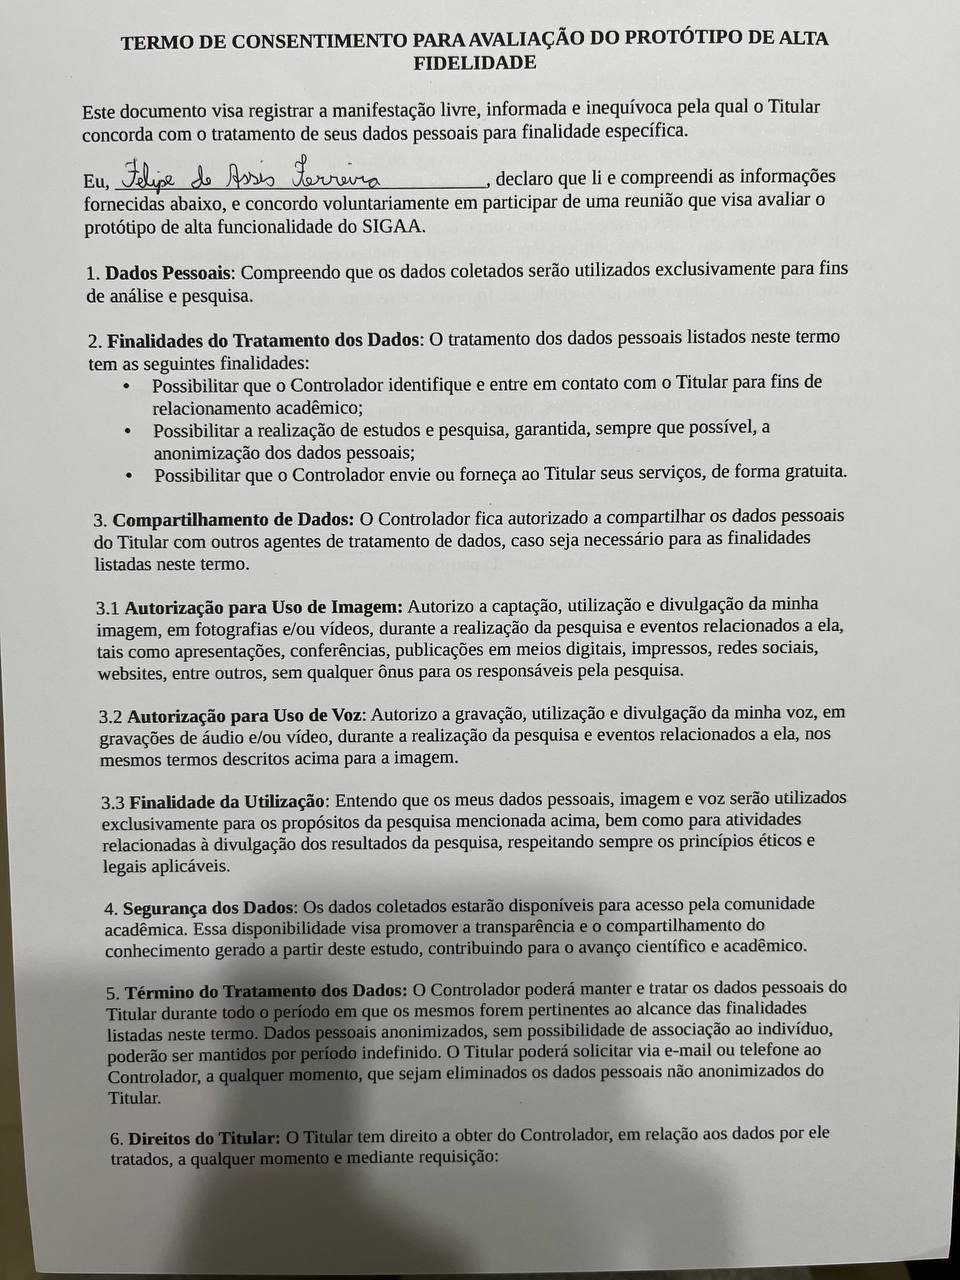 TERMO DE CONSENTIMENTO PARA AVALIAÇÃO DO PROTÓTIPO DE ALTA
FIDELIDADE
Este documento visa registrar a manifestação livre, informada e inequívoca pela qual o Titular
concorda com o tratamento de seus dados pessoais para finalidade específica.
Eu, Felipe de Assis Ferreira, declaro que li e compreendi as informações
fornecidas abaixo, e concordo voluntariamente em participar de uma reunião que visa avaliar o
protótipo de alta funcionalidade do SIGAA.
1. Dados Pessoais: Compreendo que os dados coletados serão utilizados exclusivamente para fins
de análise e pesquisa.
2. Finalidades do Tratamento dos Dados: O tratamento dos dados pessoais listados neste termo
tem as seguintes finalidades:
• Possibilitar que o Controlador identifique e entre em contato com o Titular para fins de
relacionamento acadêmico;
• Possibilitar a realização de estudos e pesquisa, garantida, sempre que possível, a
anonimização dos dados pessoais;
• Possibilitar que o Controlador envie ou forneça ao Titular seus serviços, de forma gratuita.
3. Compartilhamento de Dados: O Controlador fica autorizado a compartilhar os dados pessoais
do Titular com outros agentes de tratamento de dados, caso seja necessário para as finalidades
listadas neste termo.
3.1 Autorização para Uso de Imagem: Autorizo a captação, utilização e divulgação da minha
imagem, em fotografias e/ou vídeos, durante a realização da pesquisa e eventos relacionados a ela,
tais como apresentações, conferências, publicações em meios digitais, impressos, redes sociais,
websites, entre outros, sem qualquer ônus para os responsáveis pela pesquisa.
3.2 Autorização para Uso de Voz: Autorizo a gravação, utilização e divulgação da minha voz, em
gravações de áudio e/ou vídeo, durante a realização da pesquisa e eventos relacionados a ela, nos
mesmos termos descritos acima para a imagem.
3.3 Finalidade da Utilização: Entendo que os meus dados pessoais, imagem e voz serão utilizados
exclusivamente para os propósitos da pesquisa mencionada acima, bem como para atividades
relacionadas à divulgação dos resultados da pesquisa, respeitando sempre os princípios éticos e
legais aplicáveis.
4. Segurança dos Dados: Os dados coletados estarão disponíveis para acesso pela comunidade
acadêmica. Essa disponibilidade visa promover a transparência e o compartilhamento do
conhecimento gerado a partir deste estudo, contribuindo para o avanço científico e acadêmico.
5. Término do Tratamento dos Dados: O Controlador poderá manter e tratar os dados pessoais do
Titular durante todo o período em que os mesmos forem pertinentes ao alcance das finalidades
listadas neste termo. Dados pessoais anonimizados, sem possibilidade de associação ao indivíduo,
poderão ser mantidos por período indefinido. O Titular poderá solicitar via e-mail ou telefone ao
Controlador, a qualquer momento, que sejam eliminados os dados pessoais não anonimizados do
Titular.
6. Direitos do Titular: O Titular tem direito a obter do Controlador, em relação aos dados por ele
tratados, a qualquer momento e mediante requisição: